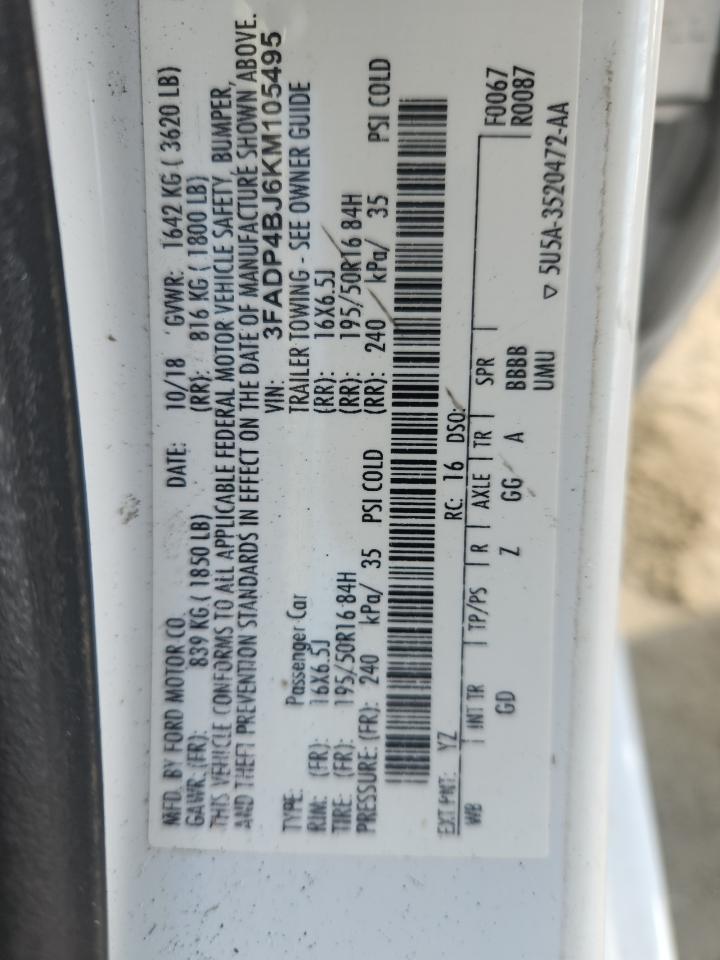 MFD. BY FORD MOTOR CO. DATE: 10/18 GVWR: 1642 KG ( 3620 LB)
GAWR: (FR): 839 KG ( 1850 LB) (RR): 816 KG ( 1800 LB)
THIS VEHICLE CONFORMS TO ALL APPLICABLE FEDERAL MOTOR VEHICLE SAFETY, BUMPER,
AND THEFT PREVENTION STANDARDS IN EFFECT ON THE DATE OF MANUFACTURE SHOWN ABOVE.
VIN: 3FADP4BJ6KM105495
TYPE: Passenger Car TRAILER TOWING - SEE OWNER GUIDE
RIM: (FR): 16X6.5J (RR): 16X6.5J
TIRE: (FR): 195/50R16 84H (RR): 195/50R16 84H
PRESSURE: (FR): 240 kPa/ 35 PSI COLD (RR): 240 kPa/ 35 PSI COLD
EXT PNT: YZ RC: 16 DSO:
WB INT TR TP/PS R AXLE TR SPR F0067
GD Z GG A BBBB R0087
UMU
▽ 5U5A-3520472-AA